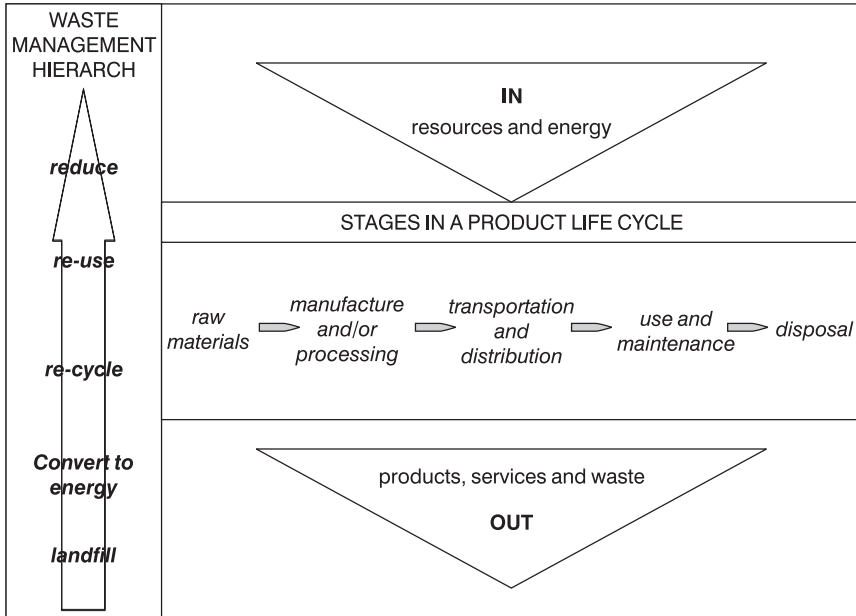 WASTE
MANAGEMENT
HIERARCH
reduce
re-use
re-cycle
Convert to
energy
landfill
IN
resources and energy
STAGES IN A PRODUCT LIFE CYCLE
raw
materials
manufacture
and/or
processing
transportation
and
distribution
use and
maintenance
disposal
products, services and waste
OUT